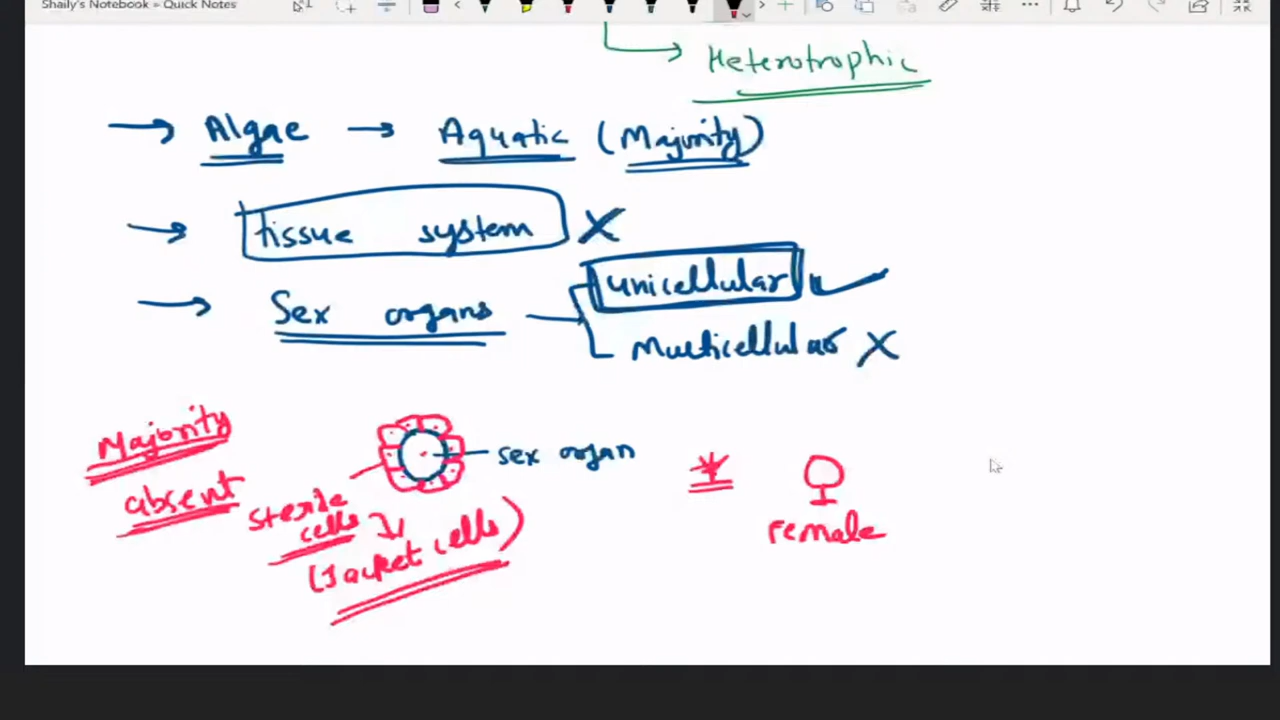 Shaily's Notebook » Quick Notes
→ Heterotrophic
→ Algae → Aquatic (Majority)
→ tissue system X
→ Sex organs unicellular ✓
Multicellular X
Majority
absent
sex organ
sterile
cells
(Jacket cells)
female